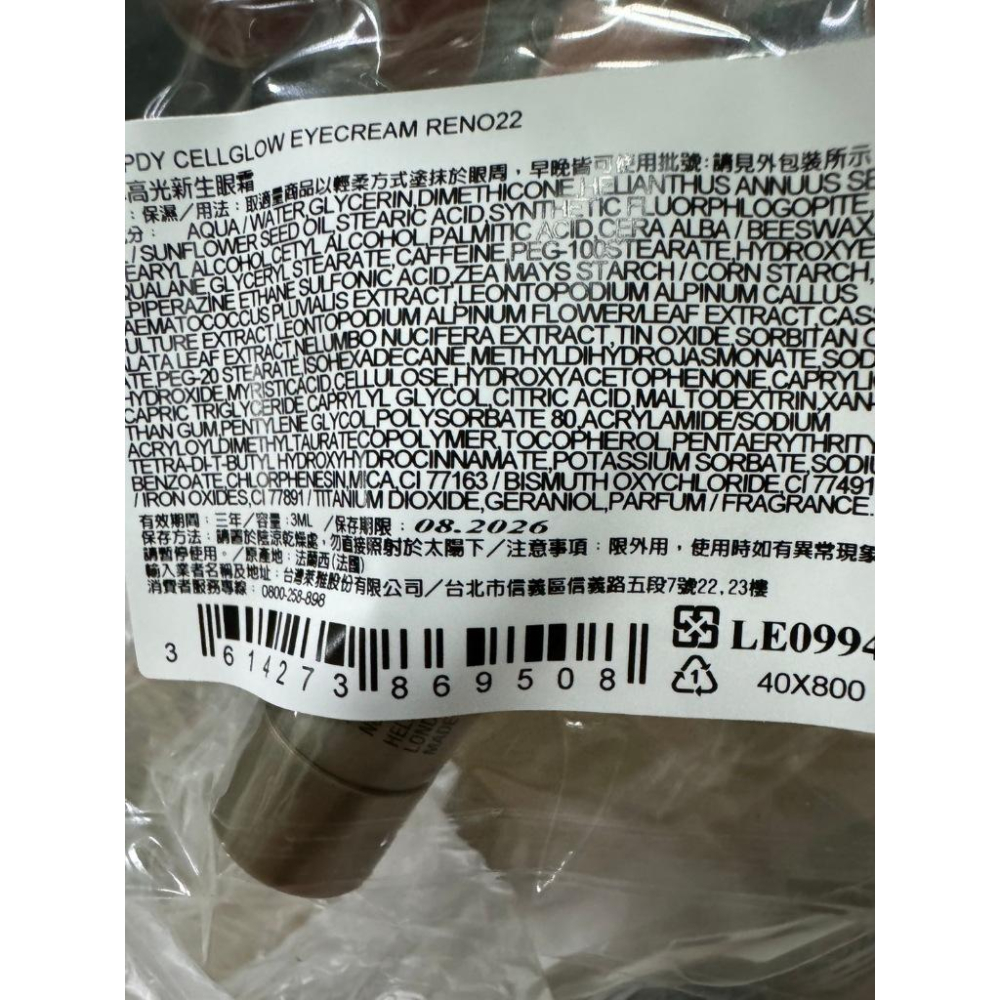 PDY CELLGLOW EYECREAM RENO22
高光新生眼霜
: 保濕/用法: 取適量商品以輕柔方式塗抹於眼周，早晚皆可使用批號:請見外包裝所示
分: AQUA/WATER,GLYCERIN,DIMETHICONE,HELIANTHUS ANNUUS SE
/SUNFLOWER SEED OIL STEARIC ACID,SYNTHETIC FLUORPHLOGOPITE,
EARYL ALCOHOL,CETYL ALCOHOL,PALMITIC ACID,CERA ALBA / BEESWAX
QUALANE,GLYCERYL STEARATE,CAFFEINE,PEG-100STEARATE,HYDROXYE
PIPERAZINE ETHANE SULFONIC ACID,ZEA MAYS STARCH / CORN STARCH,
AEMATOCOCCUS PLUVIALIS EXTRACT,LEONTOPODIUM ALPINUM CALLUS
ULTURE EXTRACT,LEONTOPODIUM ALPINUM FLOWER/LEAF EXTRACT,CASS
LATA LEAF EXTRACT,NELUMBO NUCIFERA EXTRACT,TIN OXIDE,SORBITAN O
ATE,PEG-20 STEARATE,ISOHEXADECANE,METHYLDIHYDROJASMONATE,SOD
HYDROXIDE,MYRISTICACID,CELLULOSE,HYDROXYACETOPHENONE,CAPRYLIC
CAPRIC TRIGLYCERIDE,CAPRYLYL GLYCOL,CITRIC ACID,MALTODEXTRIN,XAN-
THAN GUM,PENTYLENE GLYCOL,POLYSORBATE 80,ACRYLAMIDE/SODIUM
ACRYLOYLDIMETHYLTAURATECOPOLYMER,TOCOPHEROL,PENTAERYTHRITY
TETRA-DI-T-BUTYLHYDROXYHYDROCINNAMATE,POTASSIUM SORBATE,SODIU
BENZOATE,CHLORPHENESIN,MICA,CI 77163 / BISMUTH OXYCHLORIDE,CI 77491
/ IRON OXIDES,CI 77891 / TITANIUM DIOXIDE,GERANIOL,PARFUM / FRAGRANCE.
有效期間: 三年/容量:3ML /保存期限: 08.2026
保存方法: 請置於陰涼乾燥處，勿直接照射於太陽下/注意事項: 限外用，使用時如有異常現象
請暫停使用。/原產地: 法蘭西(法國)
輸入業者名稱及地址: 台灣萊雅股份有限公司/台北市信義區信義路五段7號22,23樓
消費者服務專線: 0800-258-898
3 614273 869508
LE0994
1
40X800
HEL
LOND
MADE